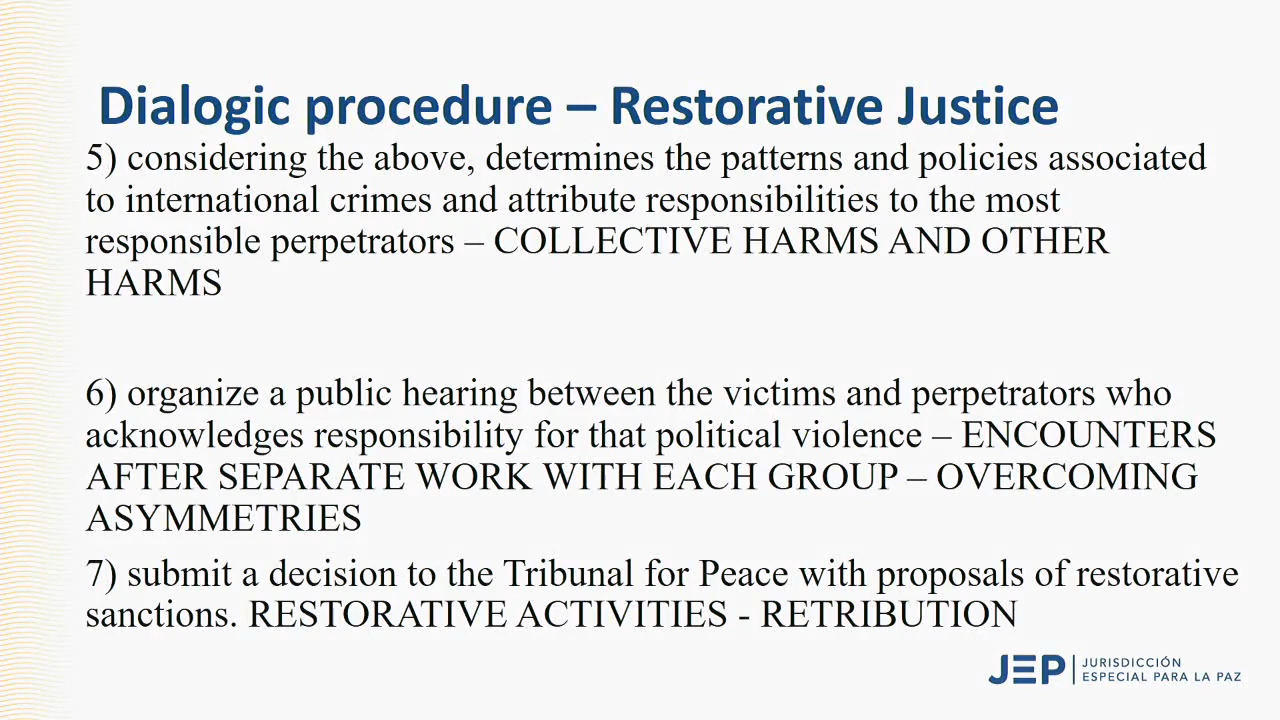 Dialogic procedure – Restorative Justice
5) considering the above, determines the patterns and policies associated
to international crimes and attribute responsibilities to the most
responsible perpetrators – COLLECTIVE HARMS AND OTHER
HARMS
6) organize a public hearing between the victims and perpetrators who
acknowledges responsibility for that political violence – ENCOUNTERS
AFTER SEPARATE WORK WITH EACH GROUP – OVERCOMING
ASYMMETRIES
7) submit a decision to the Tribunal for Peace with proposals of restorative
sanctions. RESTORATIVE ACTIVITIES - RETRIBUTION
JEP
JURISDICCIÓN
ESPECIAL PARA LA PAZ